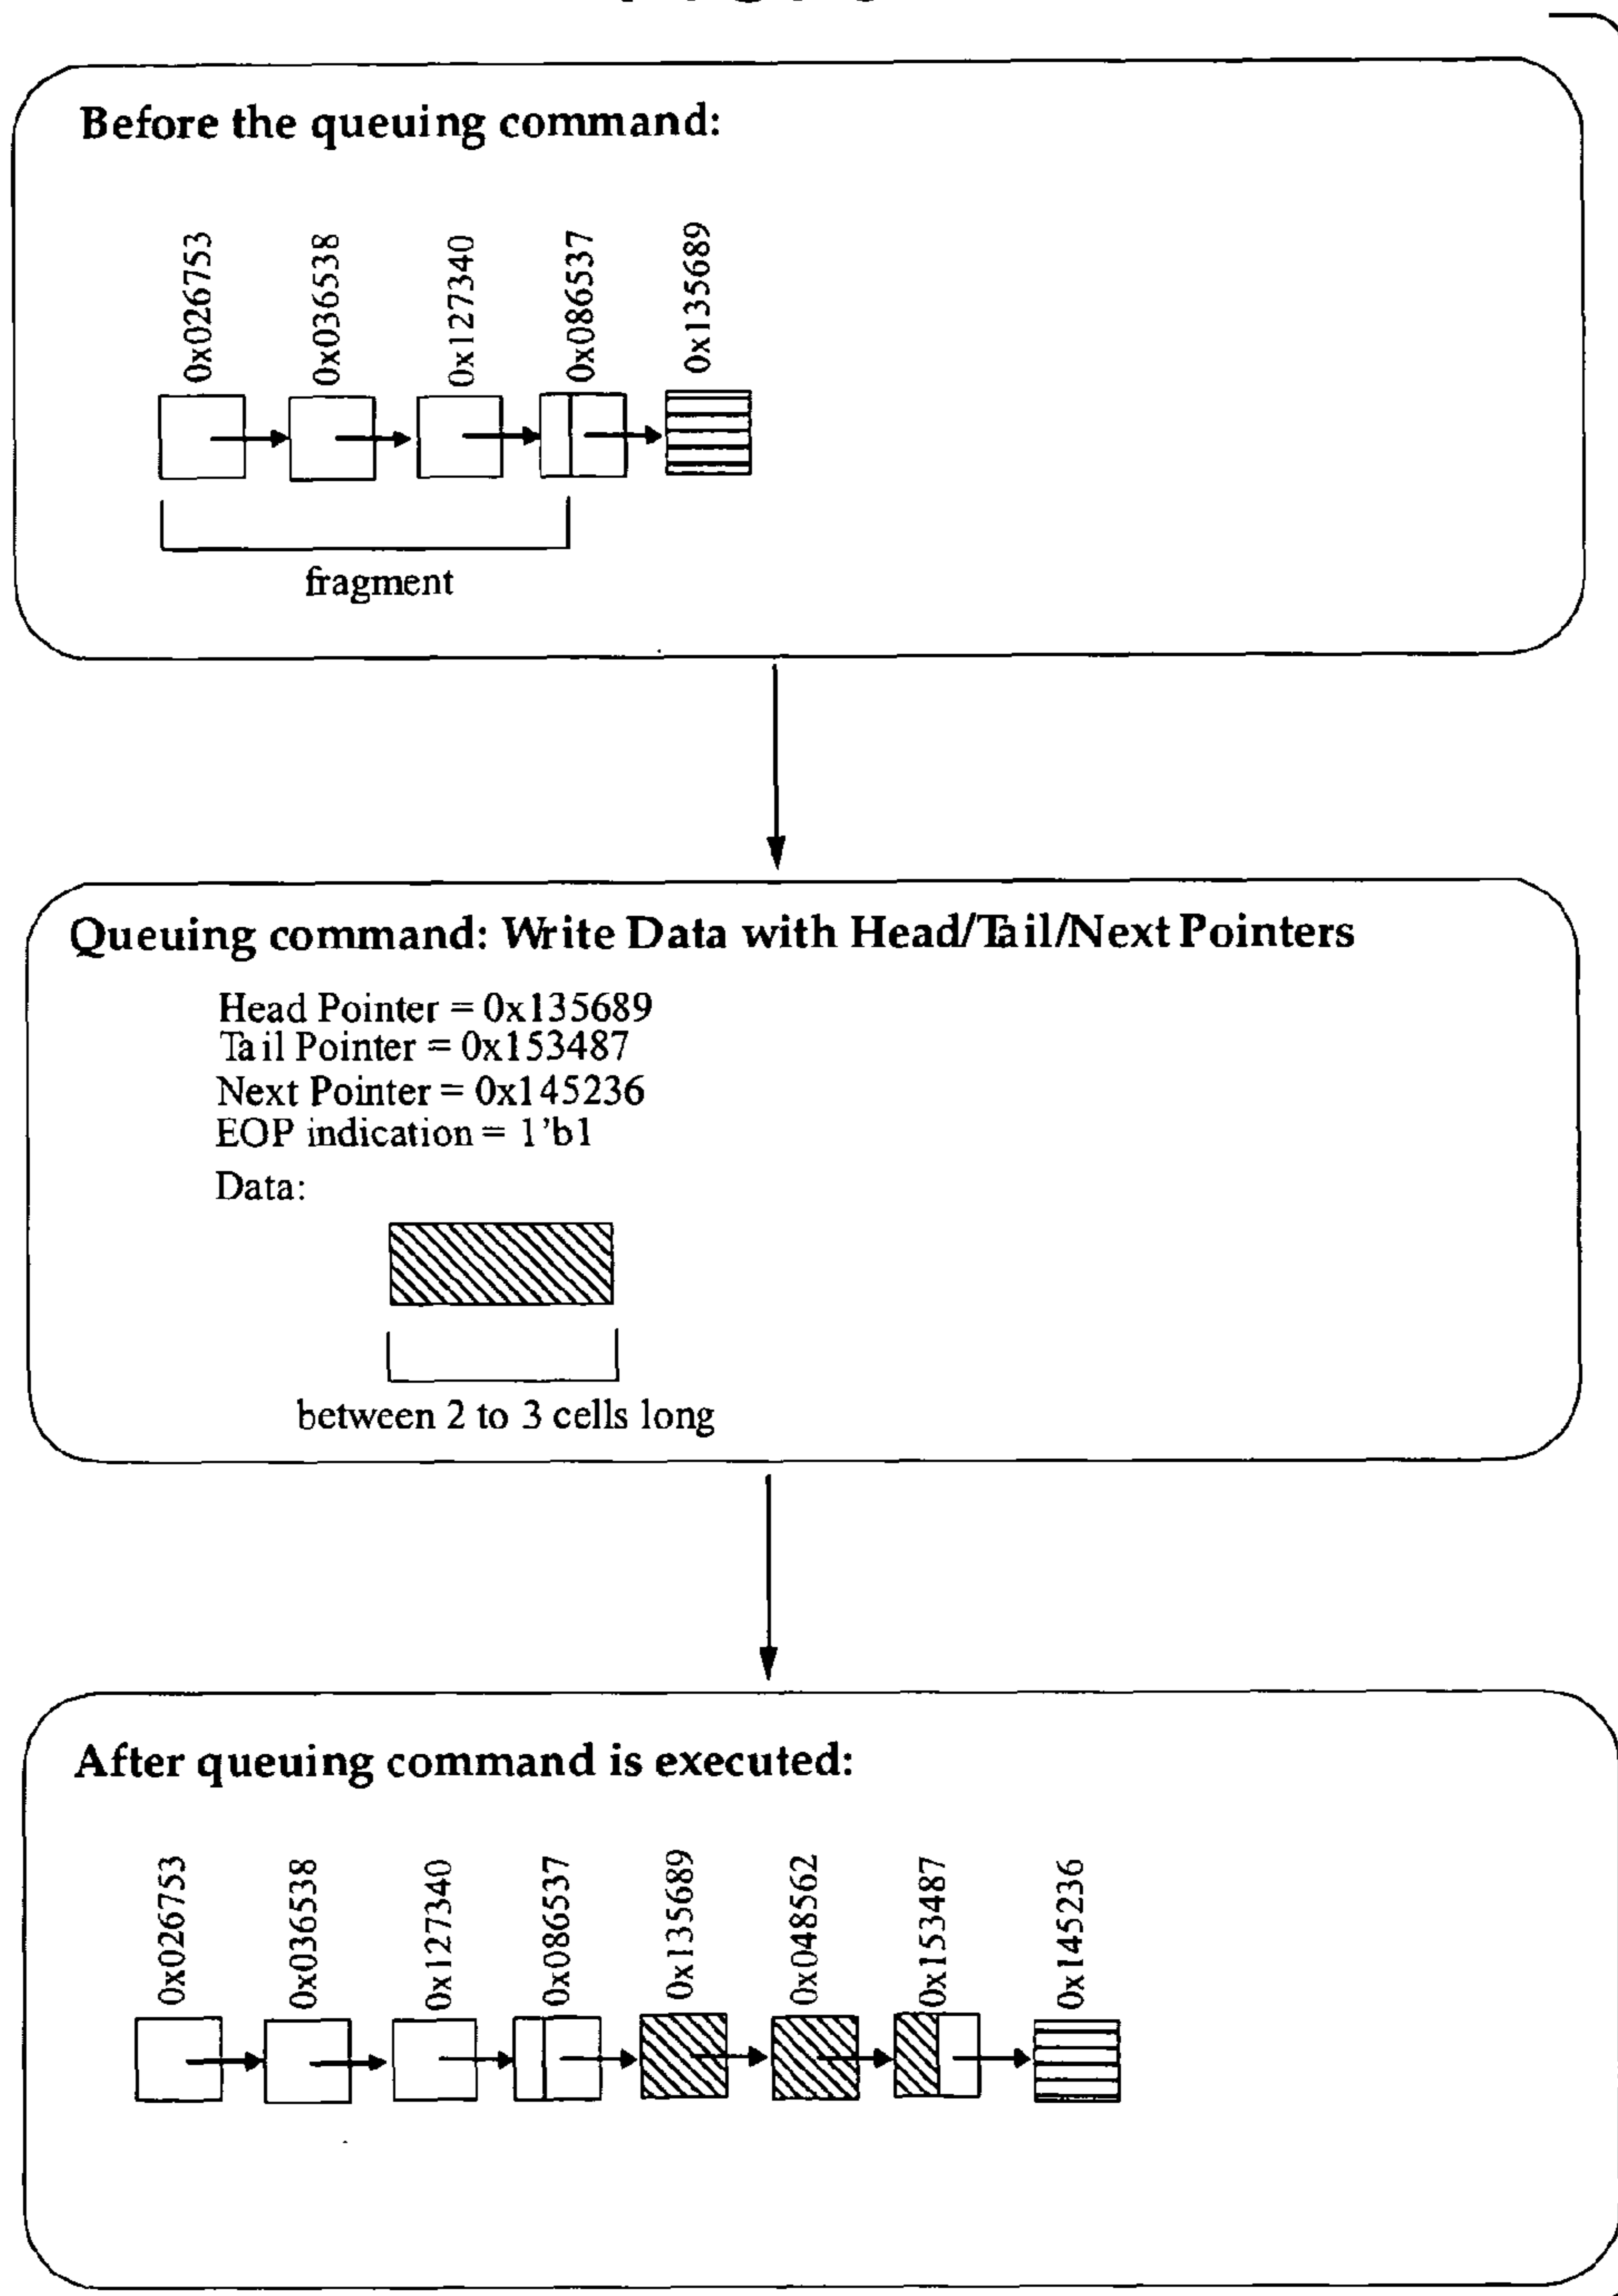 Before the queuing command:
0x026753
0x036538
0x127340
0x086537
0x135689
fragment
Queuing command: Write Data with Head/Tail/Next Pointers
Head Pointer = 0x135689
Tail Pointer = 0x153487
Next Pointer = 0x145236
EOP indication = 1’b1
Data:
between 2 to 3 cells long
After queuing command is executed:
0x026753
0x036538
0x127340
0x086537
0x135689
0x048562
0x153487
0x145236